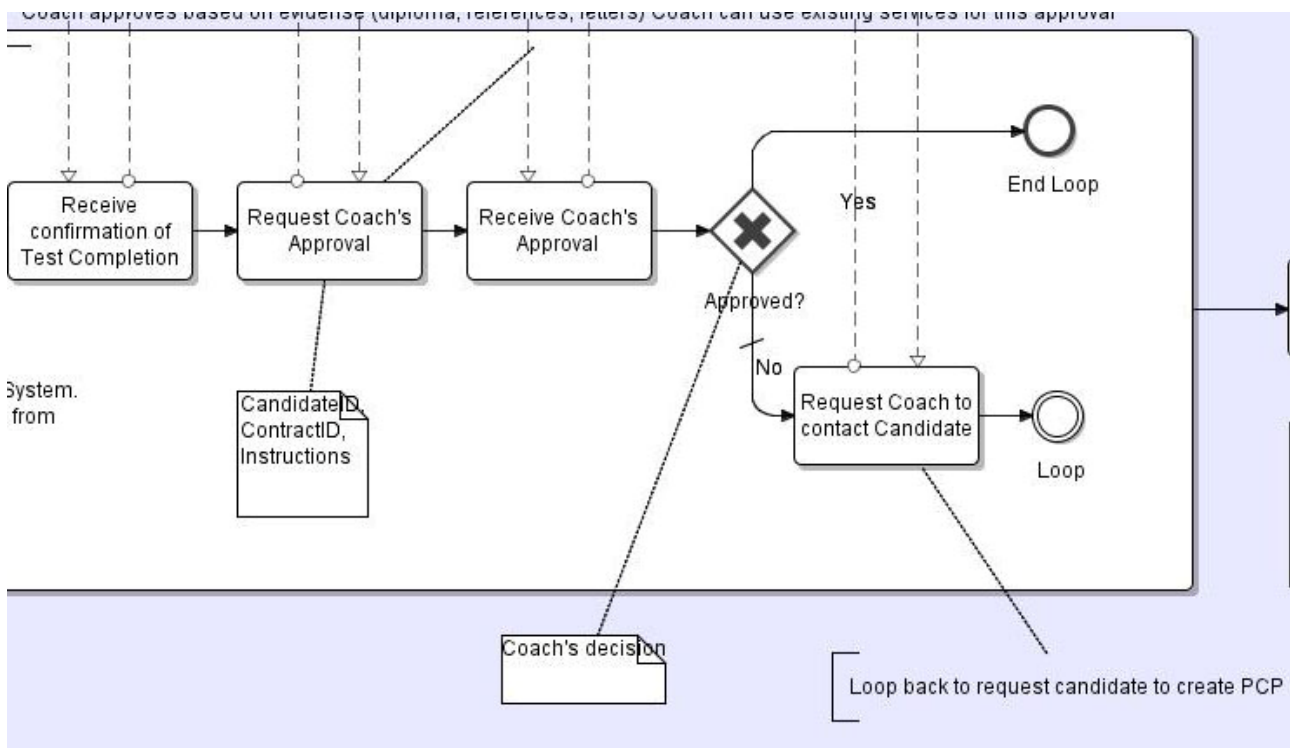 Coach approves based on evidense (diploma, references, letters) Coach can use existing services for this approval
Receive
confirmation of
Test Completion
Request Coach's
Approval
Receive Coach's
Approval
Yes
End Loop
Approved?
No
Request Coach to
contact Candidate
Loop
System.
from
CandidateID,
ContractID,
Instructions
Coach's decision
Loop back to request candidate to create PCP